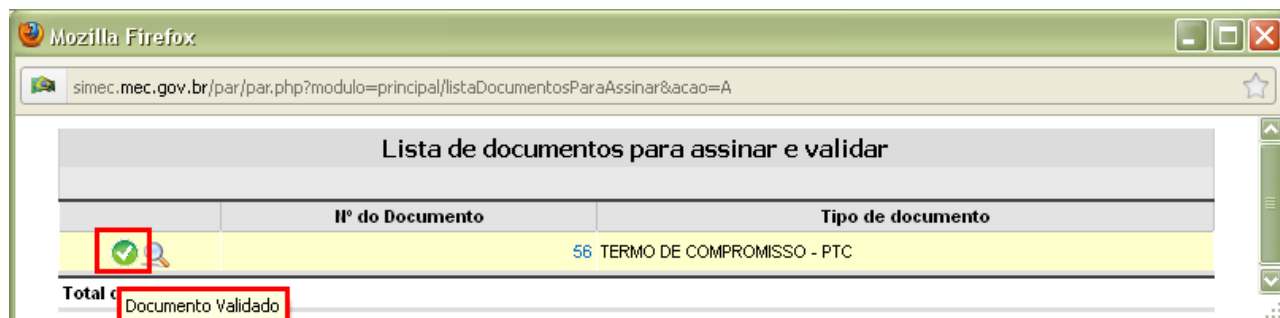 Mozilla Firefox
simec.mec.gov.br/par/par.php?modulo=principal/listaDocumentosParaAssinar&acao=A
Lista de documentos para assinar e validar
Nº do Documento Tipo de documento
56 TERMO DE COMPROMISSO - PTC
Total
Documento Validado